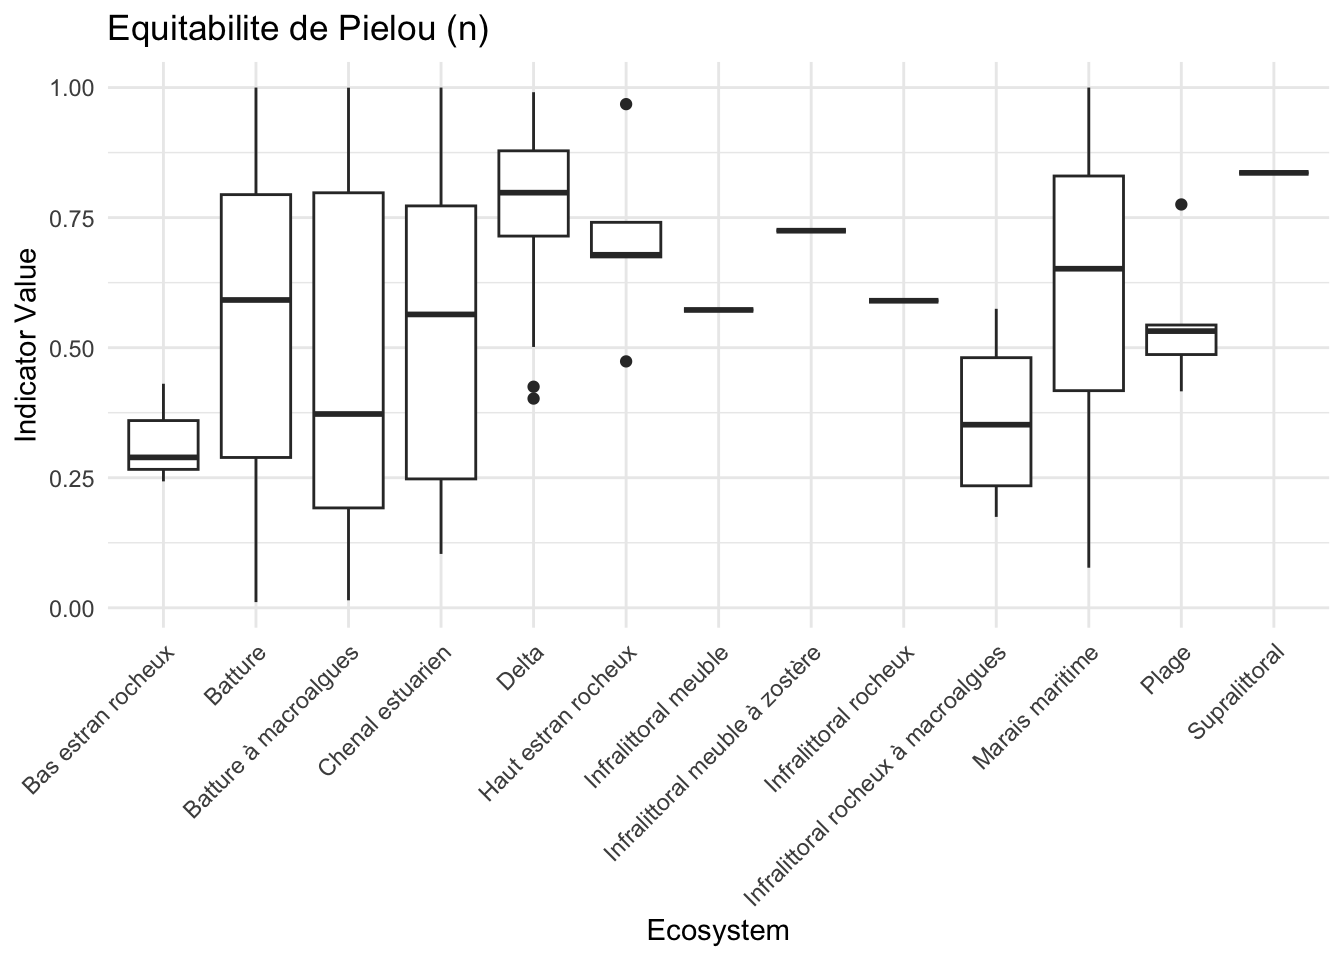 Equitabilite de Pielou (n)
Indicator Value
1.00
0.75
0.50
0.25
0.00
Bas estran rocheux
Batture
Batture à macroalgues
Chenal estuarien
Delta
Haut estran rocheux
Infralittoral meuble
Infralittoral meuble à zostère
Infralittoral rocheux
Infralittoral rocheux à macroalgues
Marais maritime
Plage
Supralittoral
Ecosystem